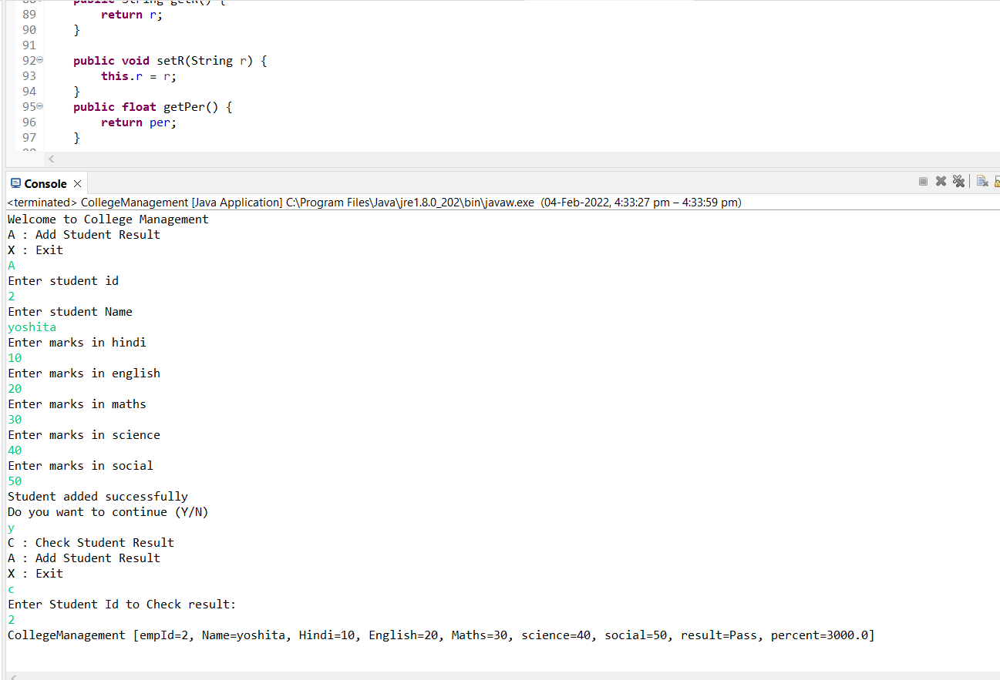 public String getR() {
89 return r;
90 }
91
92 public void setR(String r) {
93 this.r = r;
94 }
95 public float getPer() {
96 return per;
97 }
Console
<terminated> CollegeManagement [Java Application] C:\Program Files\Java\jre1.8.0_202\bin\javaw.exe (04-Feb-2022, 4:33:27 pm – 4:33:59 pm)
Welcome to College Management
A : Add Student Result
X : Exit
A
Enter student id
2
Enter student Name
yoshita
Enter marks in hindi
10
Enter marks in english
20
Enter marks in maths
30
Enter marks in science
40
Enter marks in social
50
Student added successfully
Do you want to continue (Y/N)
y
C : Check Student Result
A : Add Student Result
X : Exit
c
Enter Student Id to Check result:
2
CollegeManagement [empId=2, Name=yoshita, Hindi=10, English=20, Maths=30, science=40, social=50, result=Pass, percent=3000.0]